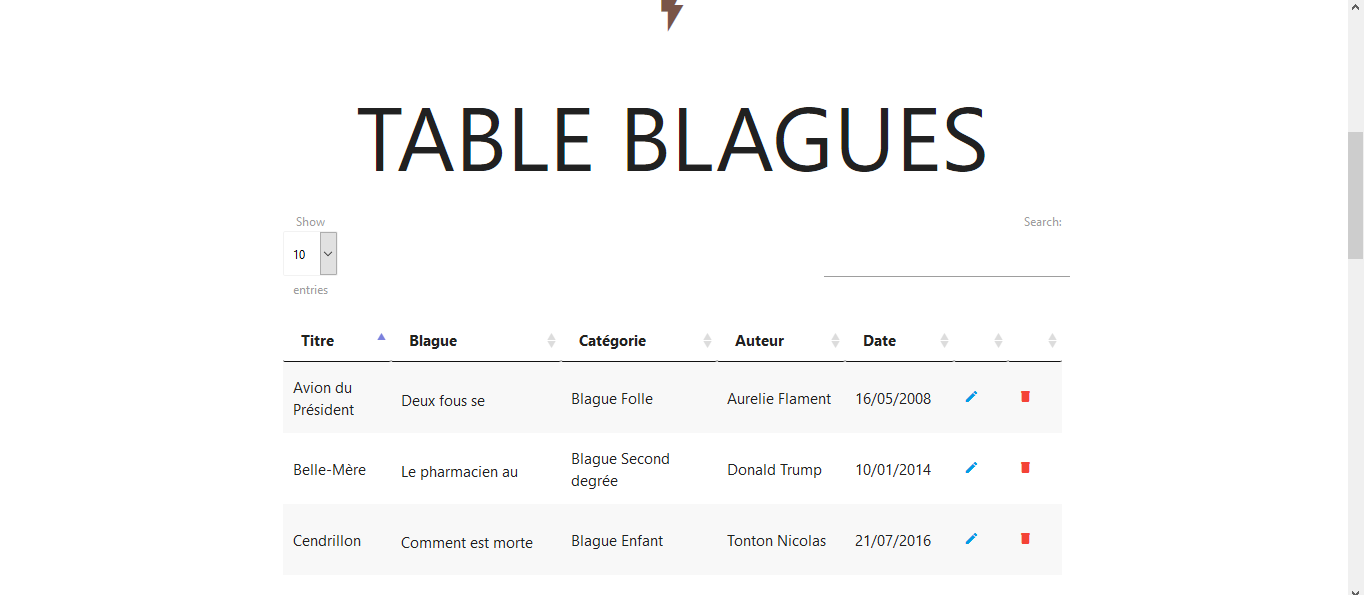 TABLE BLAGUES
Show
Search:
10
entries
Titre Blague Catégorie Auteur Date
Avion du
Président
Deux fous se
Blague Folle
Aurelie Flament
16/05/2008
Belle-Mère
Le pharmacien au
Blague Second
degrée
Donald Trump
10/01/2014
Cendrillon
Comment est morte
Blague Enfant
Tonton Nicolas
21/07/2016